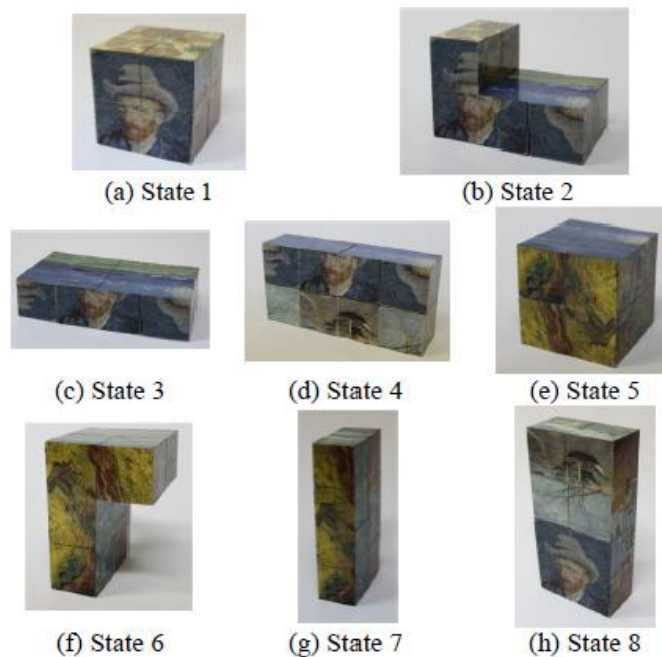 (a) State 1
(b) State 2
(c) State 3
(d) State 4
(e) State 5
(f) State 6
(g) State 7
(h) State 8